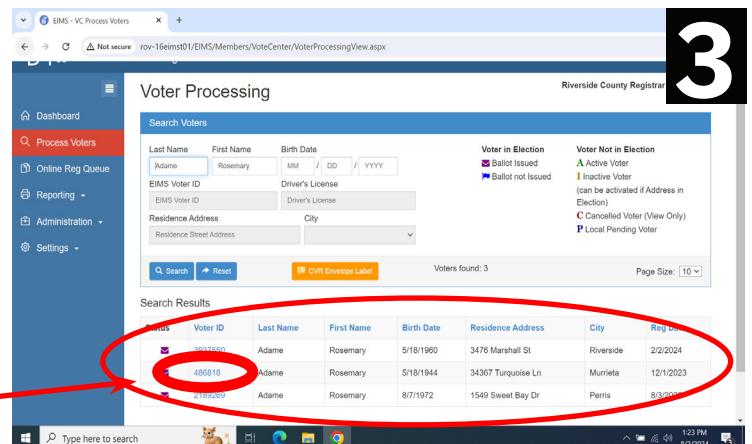 EIMS - VC Process Voters
Not secure rov-16eimst01/EIMS/Members/VoteCenter/VoterProcessingView.aspx
3
Voter Processing
Riverside County Registrar
Dashboard
Process Voters
Online Reg Queue
Reporting
Administration
Settings
Search Voters
Last Name First Name Birth Date
Adame Rosemary MM / DD / YYYY
EIMS Voter ID Driver's License
EIMS Voter ID Driver's License
Residence Address City
Residence Street Address
Voter in Election
Ballot Issued
Ballot not Issued
Voter Not in Election
A Active Voter
I Inactive Voter
(can be activated if Address in
Election)
C Cancelled Voter (View Only)
P Local Pending Voter
Search Reset CVR Envelope Label Voters found: 3 Page Size: 10
Search Results
Status Voter ID Last Name First Name Birth Date Residence Address City Reg
3937550 Adame Rosemary 5/18/1960 3476 Marshall St Riverside 2/2/2024
486818 Adame Rosemary 5/18/1944 34367 Turquoise Ln Murrieta 12/1/2023
2189269 Adame Rosemary 8/7/1972 1549 Sweet Bay Dr Perris
Type here to search
1:23 PM